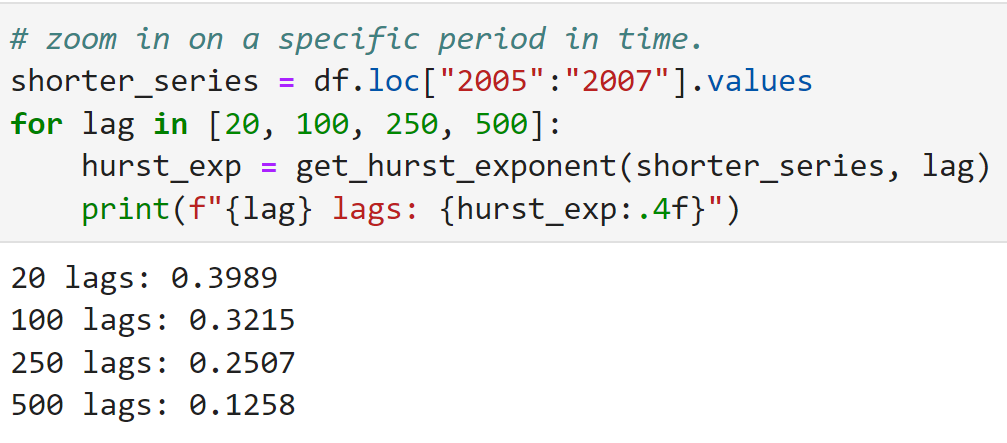 # zoom in on a specific period in time.
shorter_series = df.loc["2005":"2007"].values
for lag in [20, 100, 250, 500]:
    hurst_exp = get_hurst_exponent(shorter_series, lag)
    print(f"{lag} lags: {hurst_exp:.4f}")
20 lags: 0.3989
100 lags: 0.3215
250 lags: 0.2507
500 lags: 0.1258